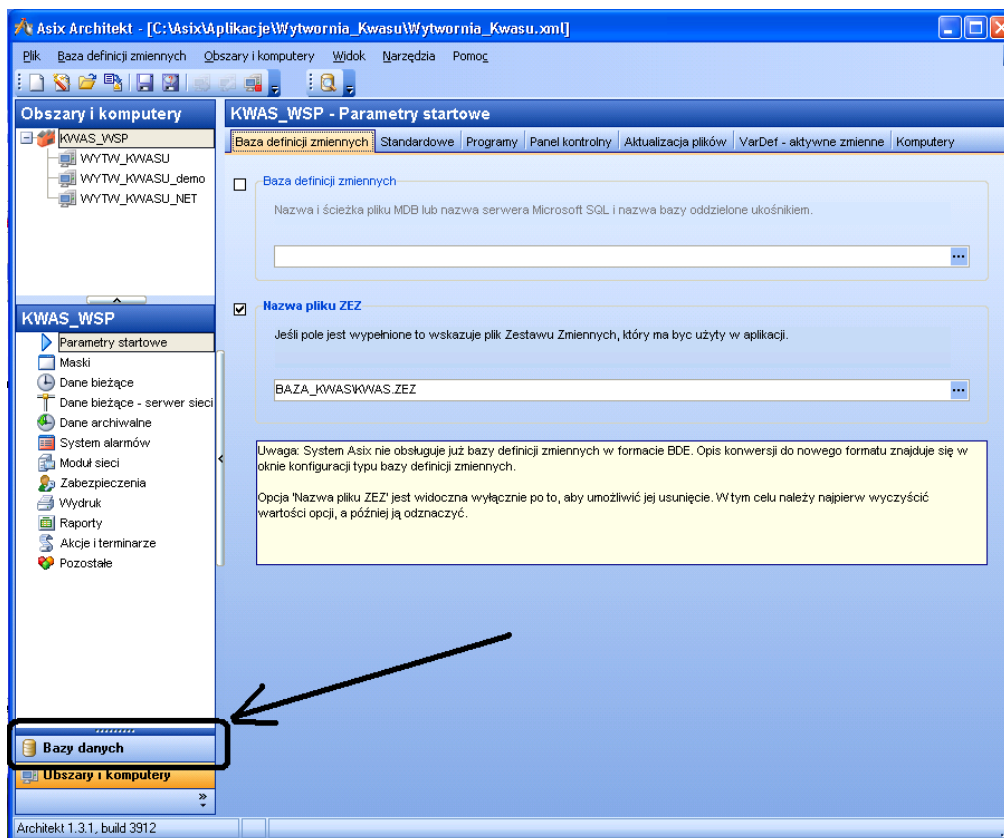 Asix Architekt - [C:\Asix\Aplikacje\Wytwornia_Kwasu\Wytwornia_Kwasu.xml]
Plik Baza definicji zmiennych Obszary i komputery Widok Narzędzia Pomoc
Obszary i komputery
KWAS_WSP
WYTW_KWASU
WYTW_KWASU_demo
WYTW_KWASU_NET
KWAS_WSP
Parametry startowe
Maski
Dane bieżące
Dane bieżące - serwer sieci
Dane archiwalne
System alarmów
Moduł sieci
Zabezpieczenia
Wydruk
Raporty
Akcje i terminarze
Pozostałe
Bazy danych
Obszary i komputery
KWAS_WSP - Parametry startowe
Baza definicji zmiennych Standardowe Programy Panel kontrolny Aktualizacja plików VarDef - aktywne zmienne Komputery
Baza definicji zmiennych
Nazwa i ścieżka pliku MDB lub nazwa serwera Microsoft SQL i nazwa bazy oddzielone ukośnikiem.
...
Nazwa pliku ZEZ
Jeśli pole jest wypełnione to wskazuje plik Zestawu Zmiennych, który ma byc użyty w aplikacji.
BAZA_KWAS\KWAS.ZEZ ...
Uwaga: System Asix nie obsługuje już bazy definicji zmiennych w formacie BDE. Opis konwersji do nowego formatu znajduje się w
oknie konfiguracji typu bazy definicji zmiennych.
Opcja 'Nazwa pliku ZEZ' jest widoczna wyłącznie po to, aby umożliwić jej usunięcie. W tym celu należy najpierw wyczyścić
wartości opcji, a później ją odznaczyć.
Architekt 1.3.1, build 3912